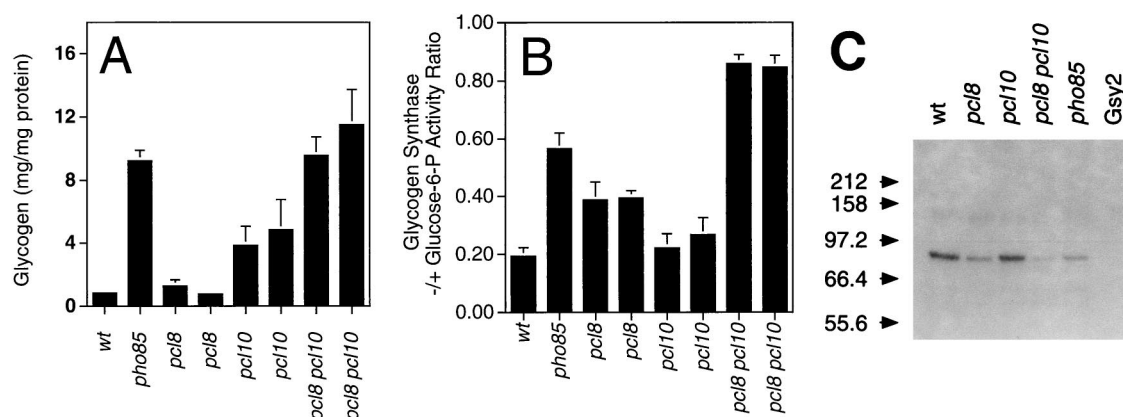 A
Glycogen (mg/mg protein)
16
12
8
4
0
wt
pho85
pcl8
pcl8
pcl10
pcl10
pcl8 pcl10
pcl8 pcl10
B
Glycogen Synthase
-/+ Glucose-6-P Activity Ratio
1.00
0.80
0.60
0.40
0.20
0.00
wt
pho85
pcl8
pcl8
pcl10
pcl10
pcl8 pcl10
pcl8 pcl10
C
wt
pcl8
pcl10
pcl8 pcl10
pho85
Gsy2
212
158
97.2
66.4
55.6